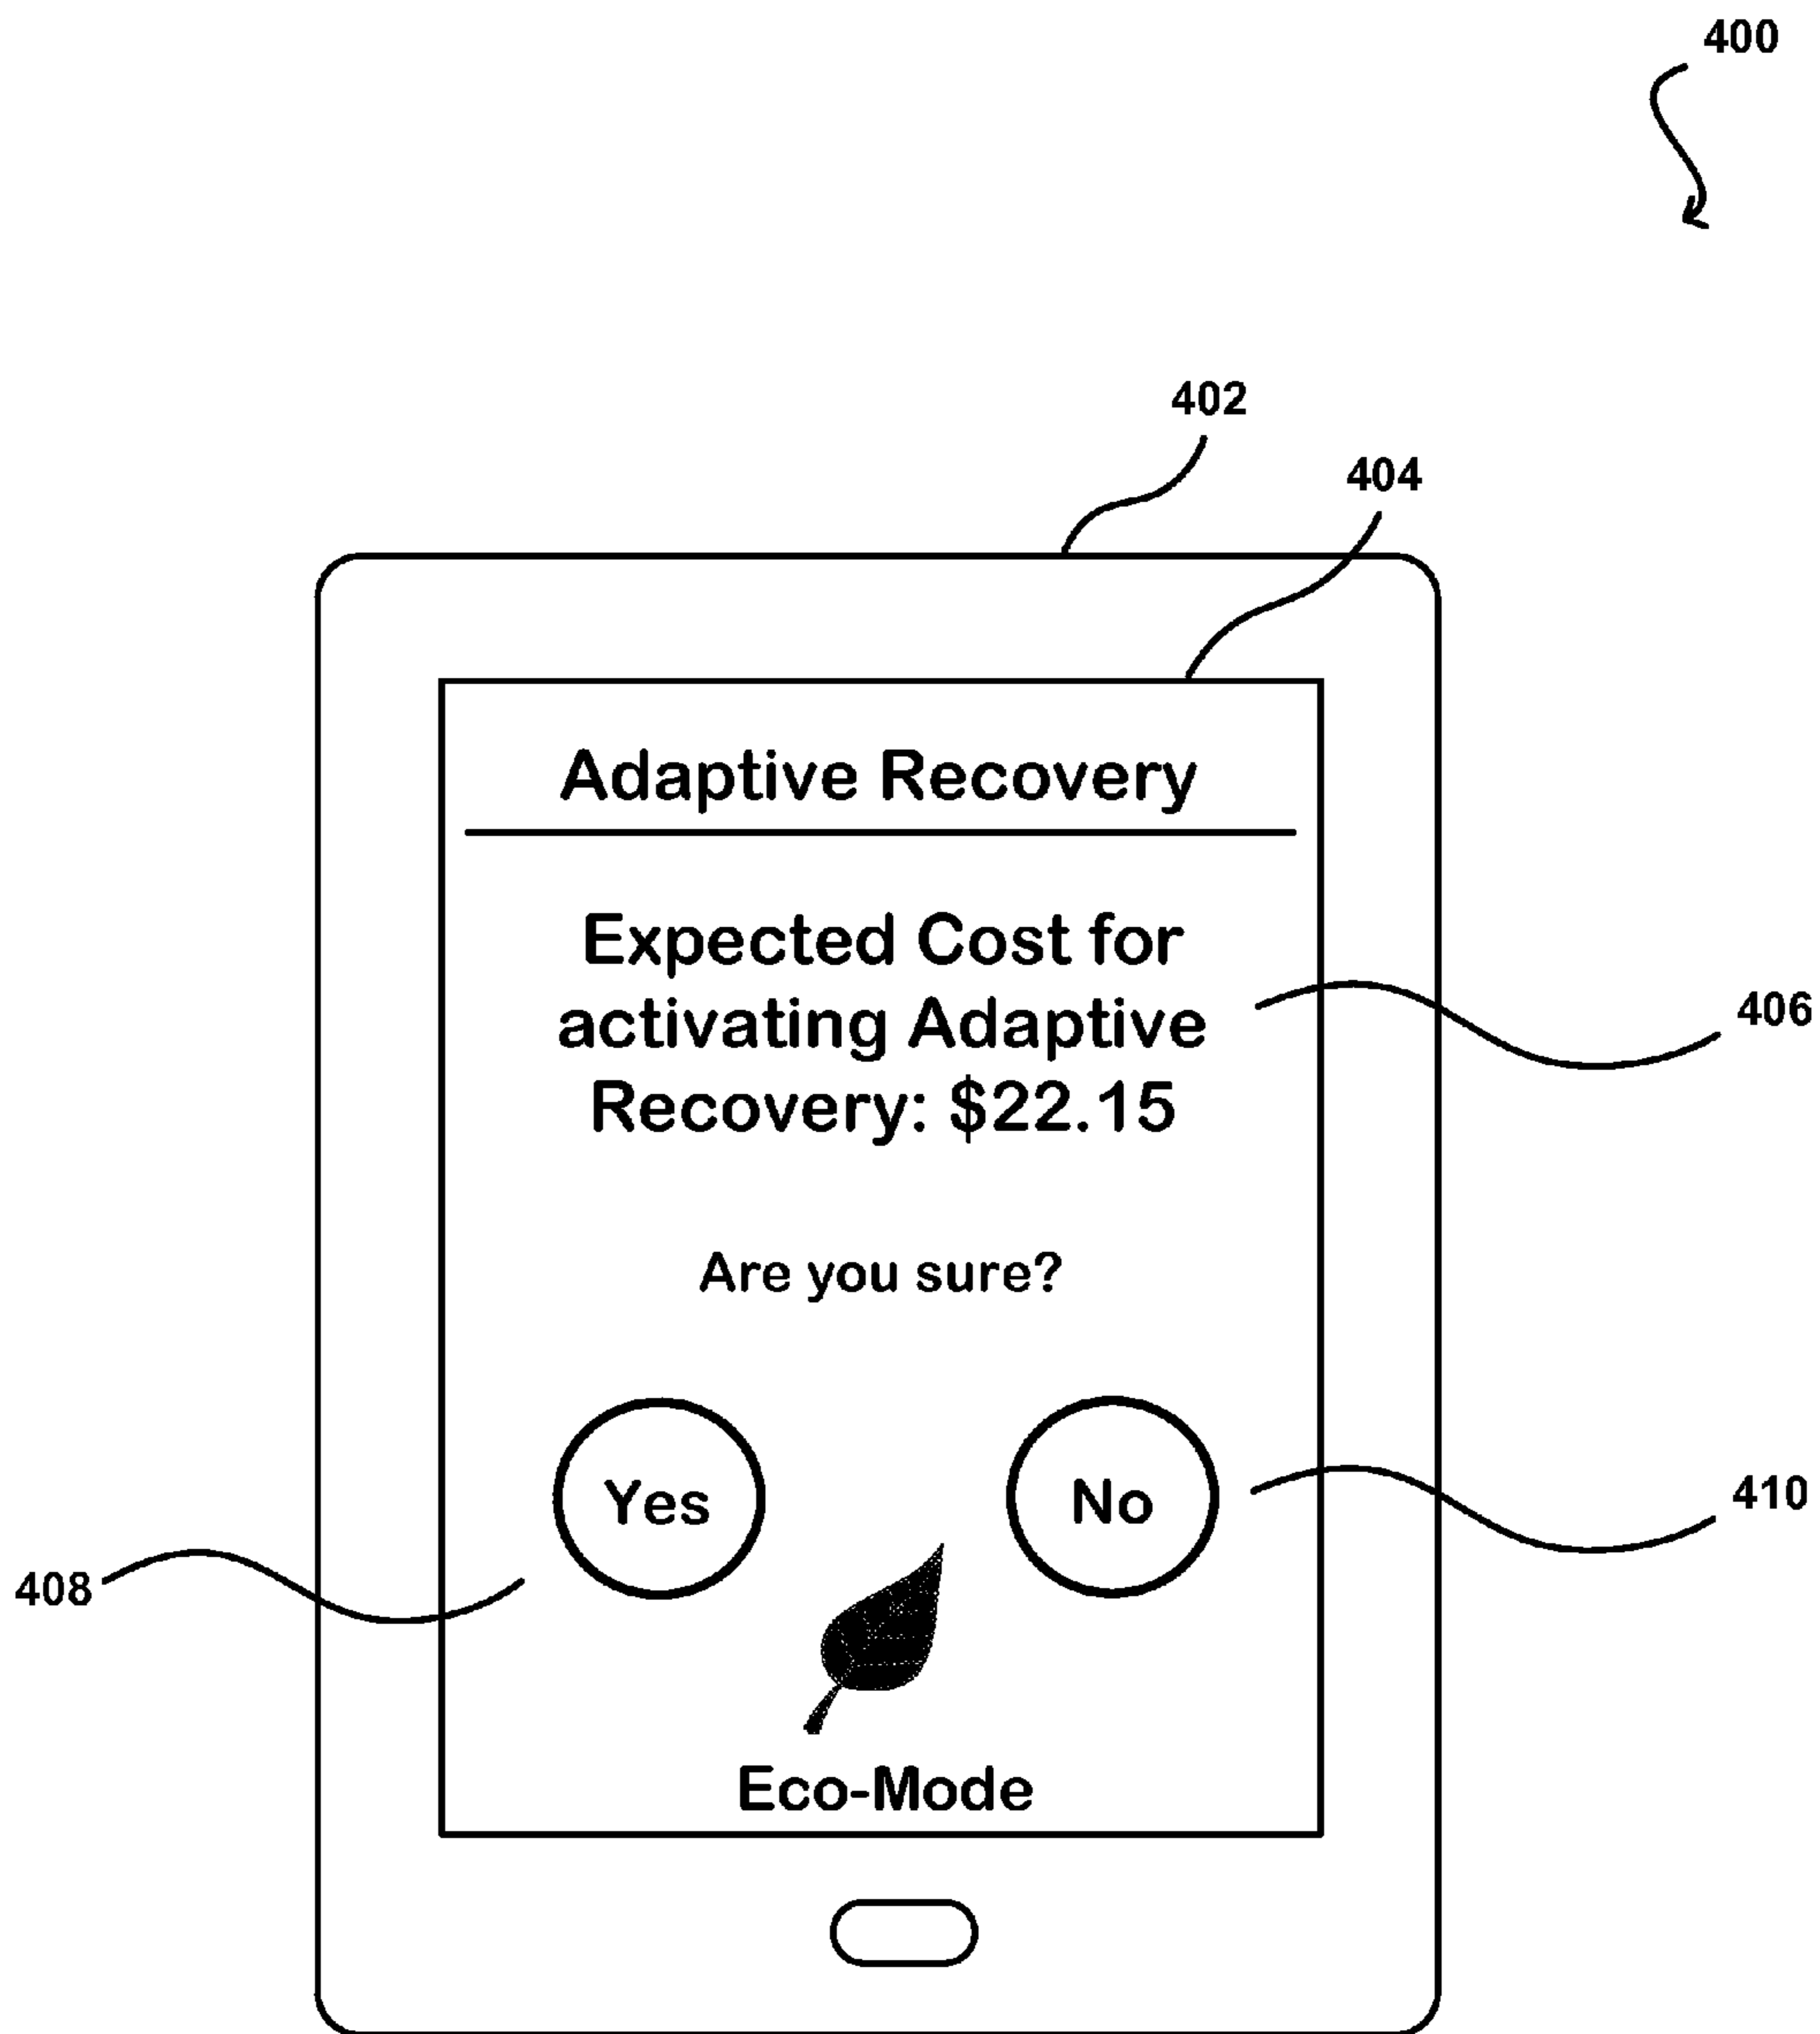 400
402
404
Adaptive Recovery
Expected Cost for
activating Adaptive
Recovery: $22.15
406
Are you sure?
Yes
No
410
408
Eco-Mode